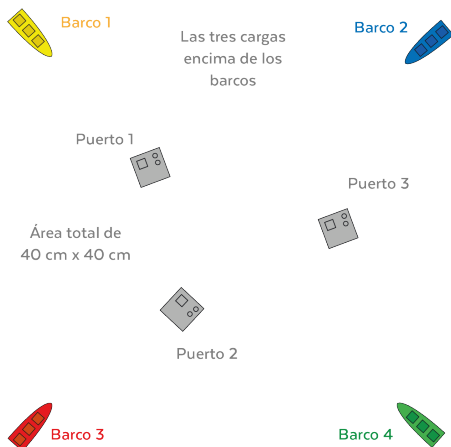 Barco 1
Las tres cargas
encima de los
barcos
Barco 2
Puerto 1
Puerto 3
Área total de
40 cm x 40 cm
Puerto 2
Barco 3
Barco 4